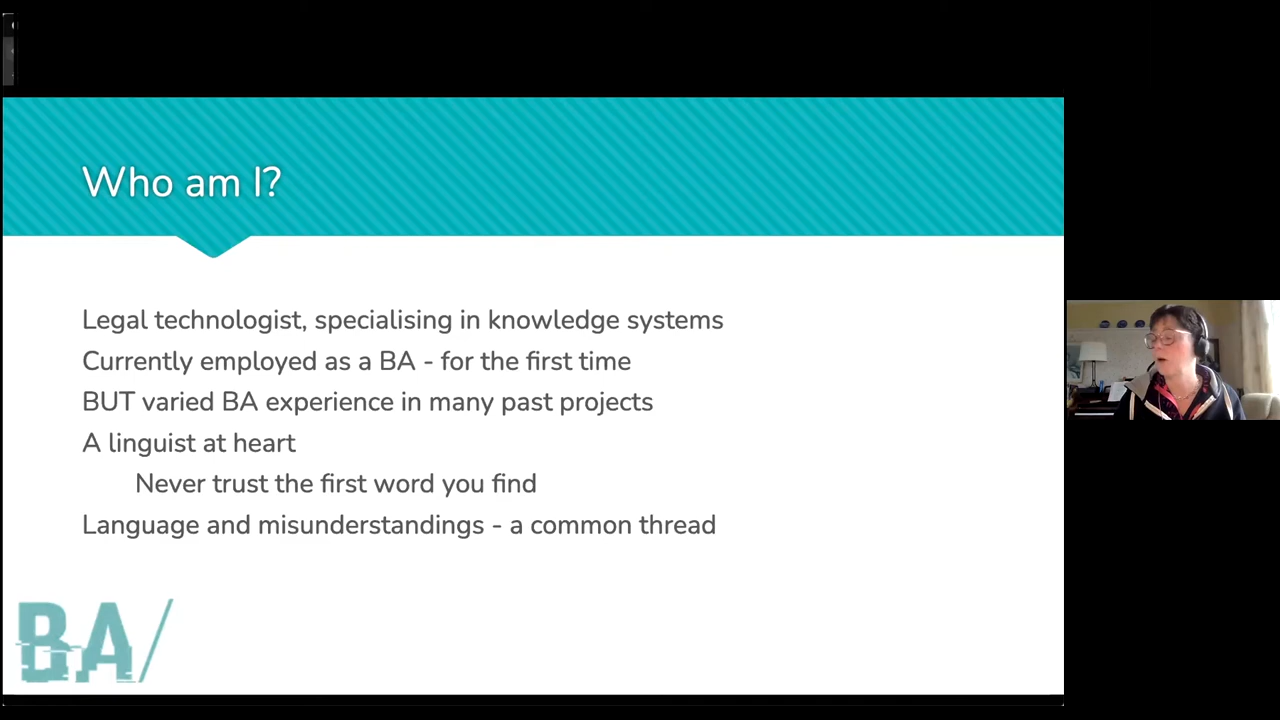 Who am I?
Legal technologist, specialising in knowledge systems
Currently employed as a BA - for the first time
BUT varied BA experience in many past projects
A linguist at heart
Never trust the first word you find
Language and misunderstandings - a common thread
BA/